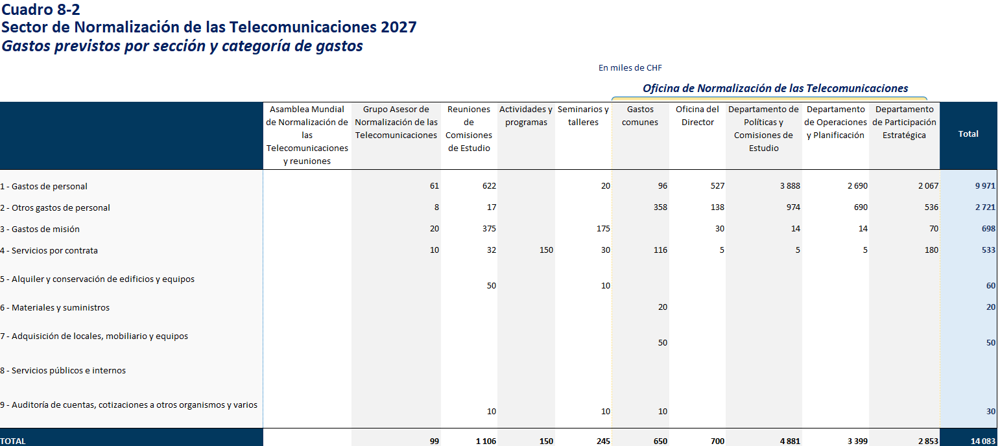 Cuadro 8-2
Sector de Normalización de las Telecomunicaciones 2027
Gastos previstos por sección y categoría de gastos
En miles de CHF
Oficina de Normalización de las Telecomunicaciones
Asamblea Mundial de Normalización de las Telecomunicaciones y reuniones Grupo Asesor de Normalización de las Telecomunicaciones Reuniones de Comisiones de Estudio Actividades y programas Seminarios y talleres Gastos comunes Oficina del Director Departamento de Políticas y Comisiones de Estudio Departamento de Operaciones y Planificación Departamento de Participación Estratégica Total
1 - Gastos de personal 61 622 20 96 527 3 888 2 690 2 067 9 971
2 - Otros gastos de personal 8 17 358 138 974 690 536 2 721
3 - Gastos de misión 20 375 175 30 14 14 70 698
4 - Servicios por contrata 10 32 150 30 116 5 5 5 180 533
5 - Alquiler y conservación de edificios y equipos 50 10 60
6 - Materiales y suministros 20 20
7 - Adquisición de locales, mobiliario y equipos 50 50
8 - Servicios públicos e internos
9 - Auditoría de cuentas, cotizaciones a otros organismos y varios 10 10 10 30
TOTAL 99 1 106 150 245 650 700 4 881 3 399 2 853 14 083